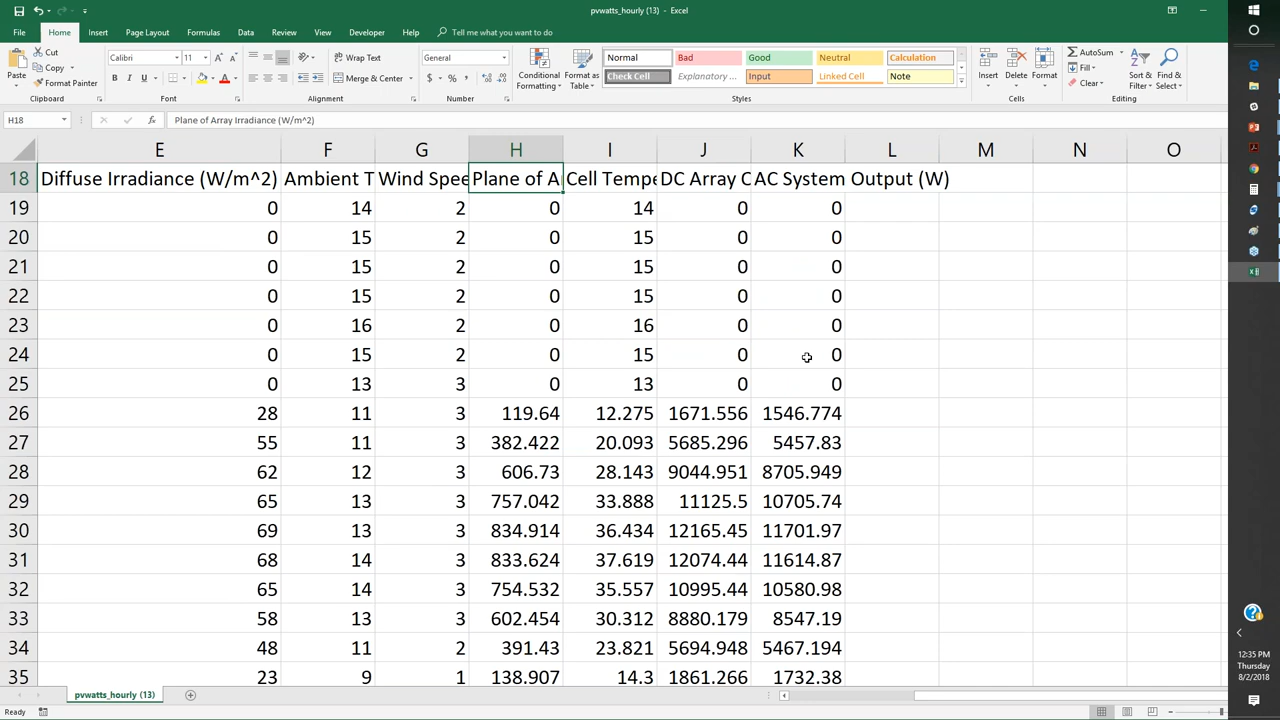 pvwatts_hourly (13) - Excel
File Home Insert Page Layout Formulas Data Review View Developer Help Tell me what you want to do
Cut
Copy
Format Painter
Paste
Clipboard
Calibri 11
B I U
Font
Wrap Text
Merge & Center
Alignment
General
$ % ,
Number
Conditional Formatting
Format as Table
Normal Bad Good Neutral Calculation
Check Cell Explanatory ... Input Linked Cell Note
Styles
Insert Delete Format
Cells
AutoSum
Fill
Clear
Sort & Filter
Find & Select
Editing
H18 fx Plane of Array Irradiance (W/m^2)
E F G H I J K L M N O
18 Diffuse Irradiance (W/m^2) Ambient T Wind Spee Plane of A Cell Tempe DC Array O AC System Output (W)
19 0 14 2 0 14 0 0
20 0 15 2 0 15 0 0
21 0 15 2 0 15 0 0
22 0 15 2 0 15 0 0
23 0 16 2 0 16 0 0
24 0 15 2 0 15 0 0
25 0 13 3 0 13 0 0
26 28 11 3 119.64 12.275 1671.556 1546.774
27 55 11 3 382.422 20.093 5685.296 5457.83
28 62 12 3 606.73 28.143 9044.951 8705.949
29 65 13 3 757.042 33.888 11125.5 10705.74
30 69 13 3 834.914 36.434 12165.45 11701.97
31 68 14 3 833.624 37.619 12074.44 11614.87
32 65 14 3 754.532 35.557 10995.44 10580.98
33 58 13 3 602.454 30.312 8880.179 8547.19
34 48 11 2 391.43 23.821 5694.948 5467.194
35 23 9 1 138.907 14.3 1861.266 1732.38
pvwatts_hourly (13)
Ready
12:35 PM
Thursday
8/2/2018